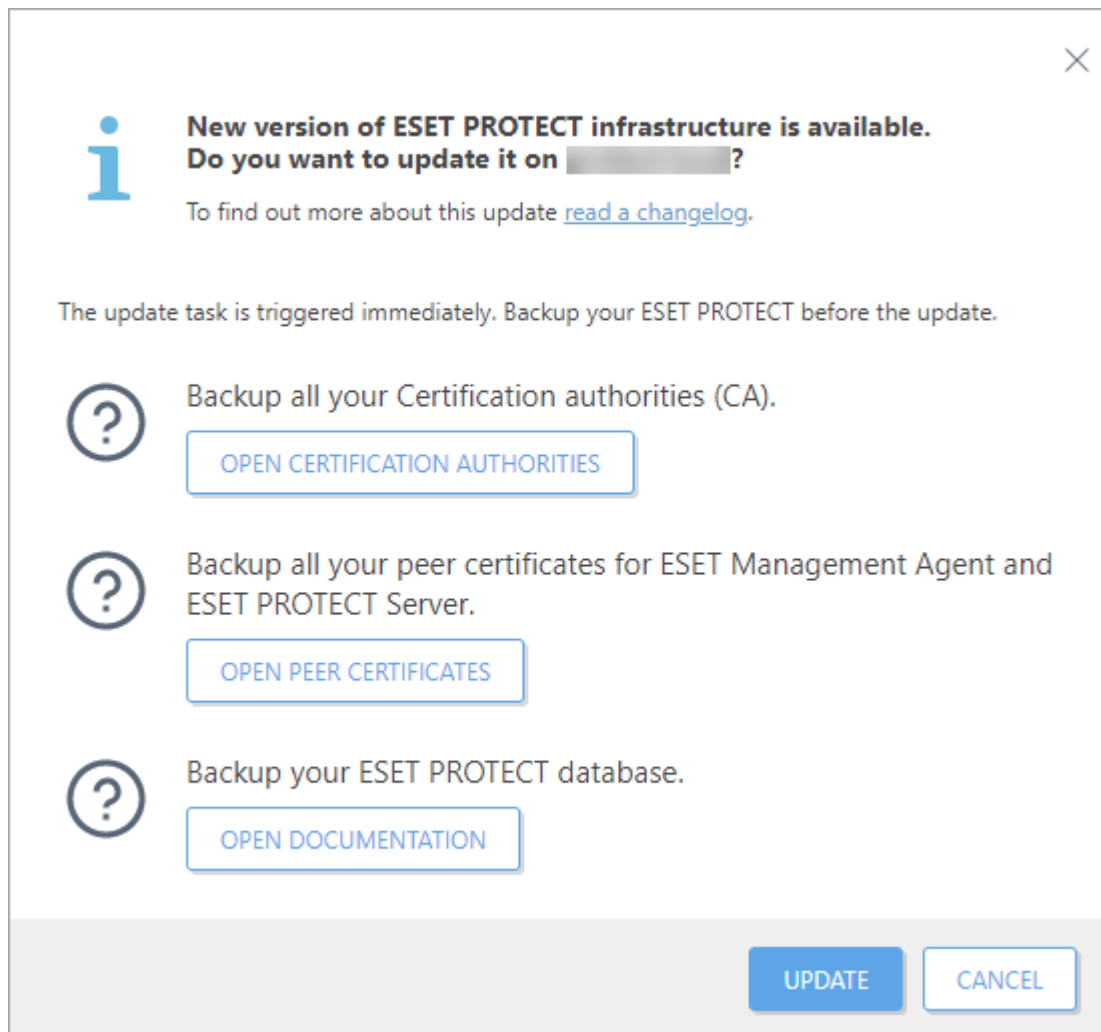 New version of ESET PROTECT infrastructure is available.
Do you want to update it on ?
To find out more about this update read a changelog.
The update task is triggered immediately. Backup your ESET PROTECT before the update.
Backup all your Certification authorities (CA).
OPEN CERTIFICATION AUTHORITIES
Backup all your peer certificates for ESET Management Agent and
ESET PROTECT Server.
OPEN PEER CERTIFICATES
Backup your ESET PROTECT database.
OPEN DOCUMENTATION
UPDATE
CANCEL